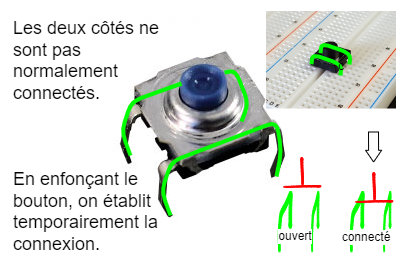 Les deux côtés ne
sont pas
normalement
connectés.
En enfonçant le
bouton, on établit
temporairement la
connexion.
ouvert
connecté